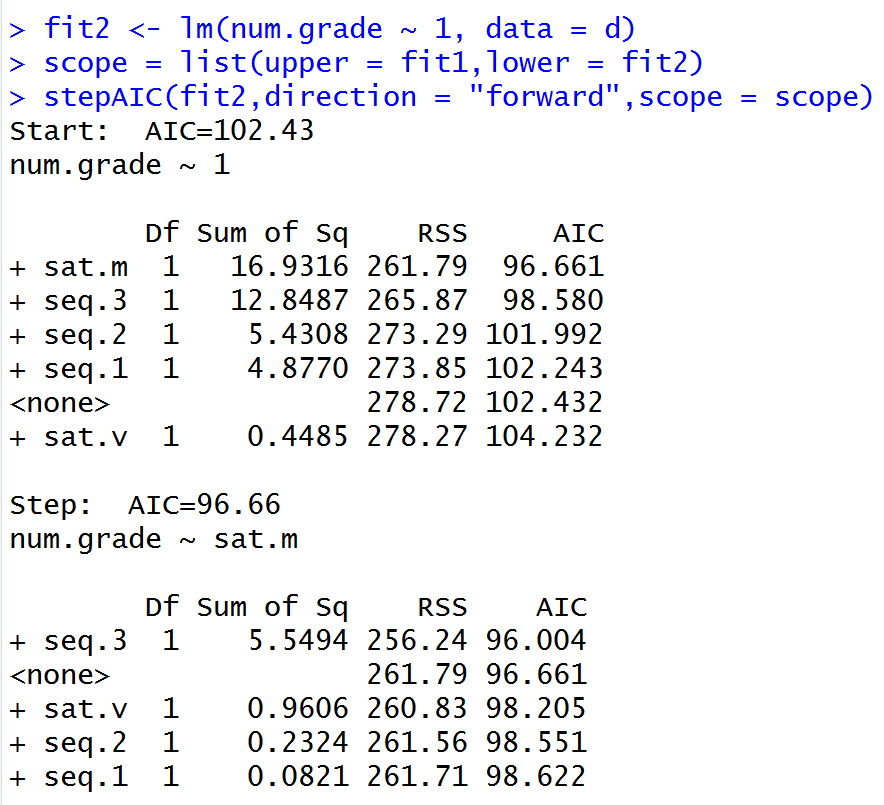 > fit2 <- lm(num.grade ~ 1, data = d)
> scope = list(upper = fit1,lower = fit2)
> stepAIC(fit2,direction = "forward",scope = scope)
Start:  AIC=102.43
num.grade ~ 1
        Df Sum of Sq    RSS     AIC
+ sat.m  1   16.9316 261.79  96.661
+ seq.3  1   12.8487 265.87  98.580
+ seq.2  1    5.4308 273.29 101.992
+ seq.1  1    4.8770 273.85 102.243
<none>               278.72 102.432
+ sat.v  1    0.4485 278.27 104.232
Step:  AIC=96.66
num.grade ~ sat.m
        Df Sum of Sq    RSS    AIC
+ seq.3  1    5.5494 256.24 96.004
<none>               261.79 96.661
+ sat.v  1    0.9606 260.83 98.205
+ seq.2  1    0.2324 261.56 98.551
+ seq.1  1    0.0821 261.71 98.622